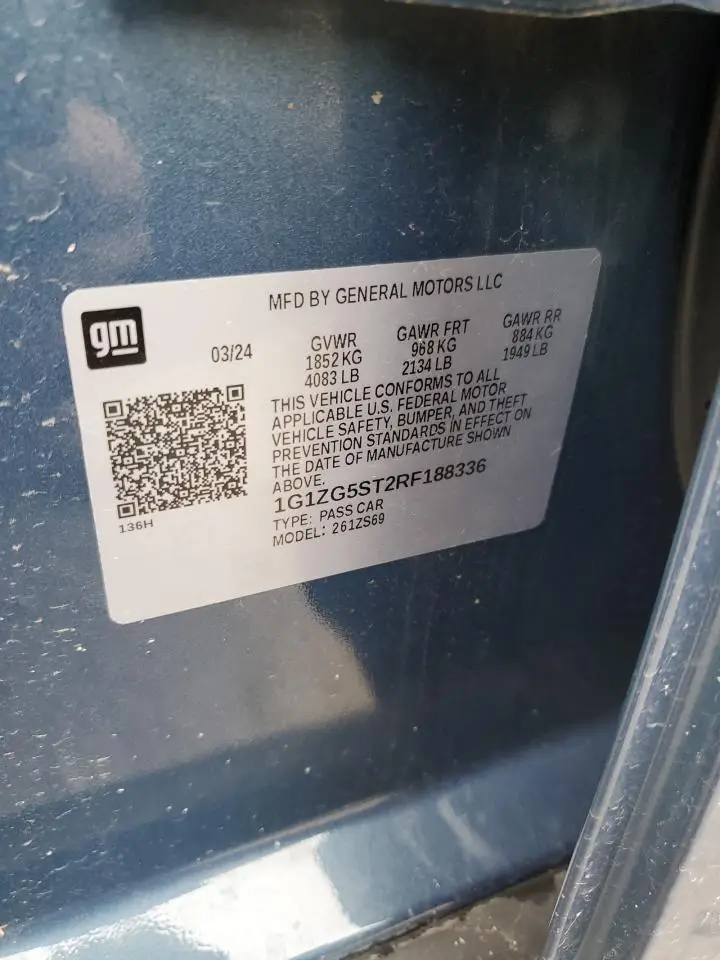 MFD BY GENERAL MOTORS LLC
gm
03/24
GVWR
1852 KG
4083 LB
GAWR FRT
968 KG
2134 LB
GAWR RR
884 KG
1949 LB
THIS VEHICLE CONFORMS TO ALL
APPLICABLE U.S. FEDERAL MOTOR
VEHICLE SAFETY, BUMPER, AND THEFT
PREVENTION STANDARDS IN EFFECT ON
THE DATE OF MANUFACTURE SHOWN
ABOVE.
1G1ZG5ST2RF188336
TYPE: PASS CAR
MODEL: 261ZS69
136H